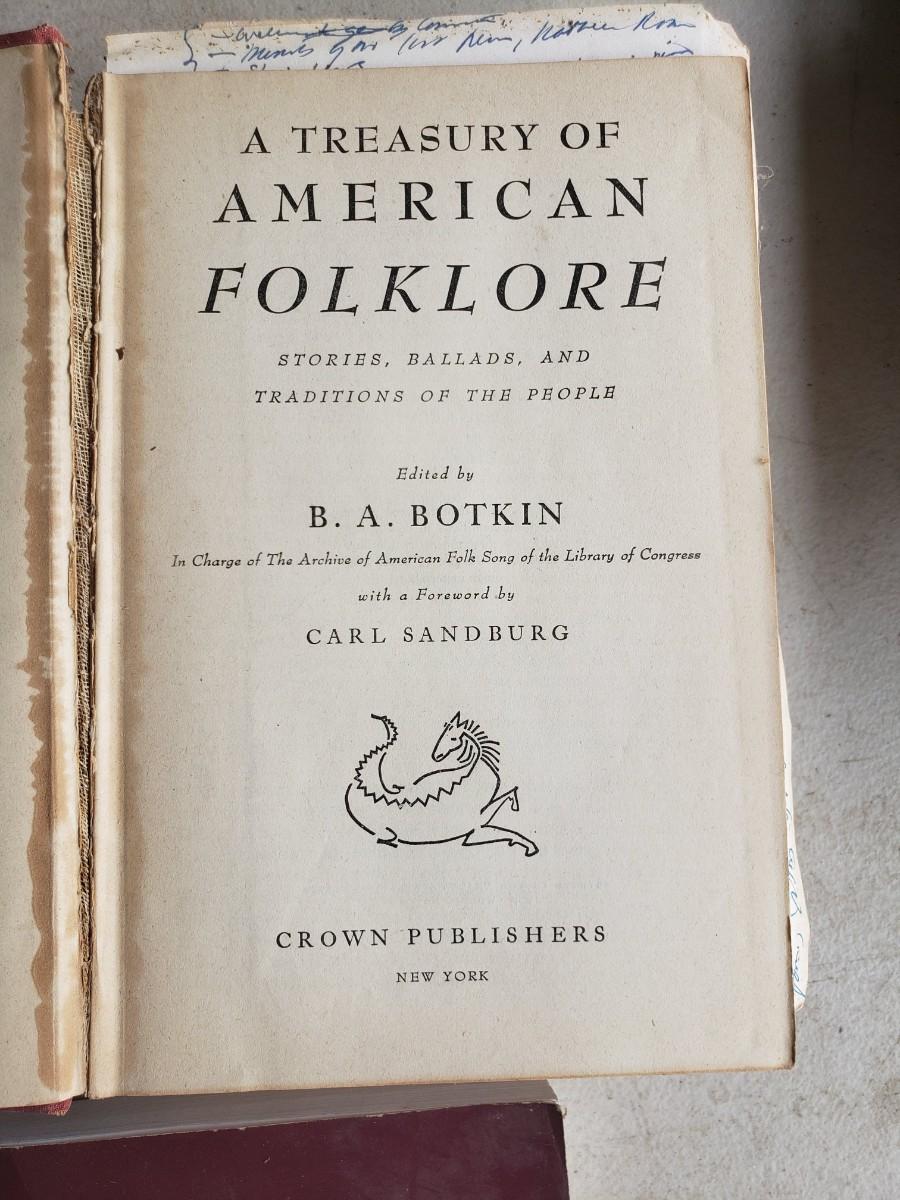 A TREASURY OF
AMERICAN
FOLKLORE
STORIES, BALLADS, AND
TRADITIONS OF THE PEOPLE
Edited by
B. A. BOTKIN
In Charge of The Archive of American Folk Song of the Library of Congress
with a Foreword by
CARL SANDBURG
CROWN PUBLISHERS
NEW YORK